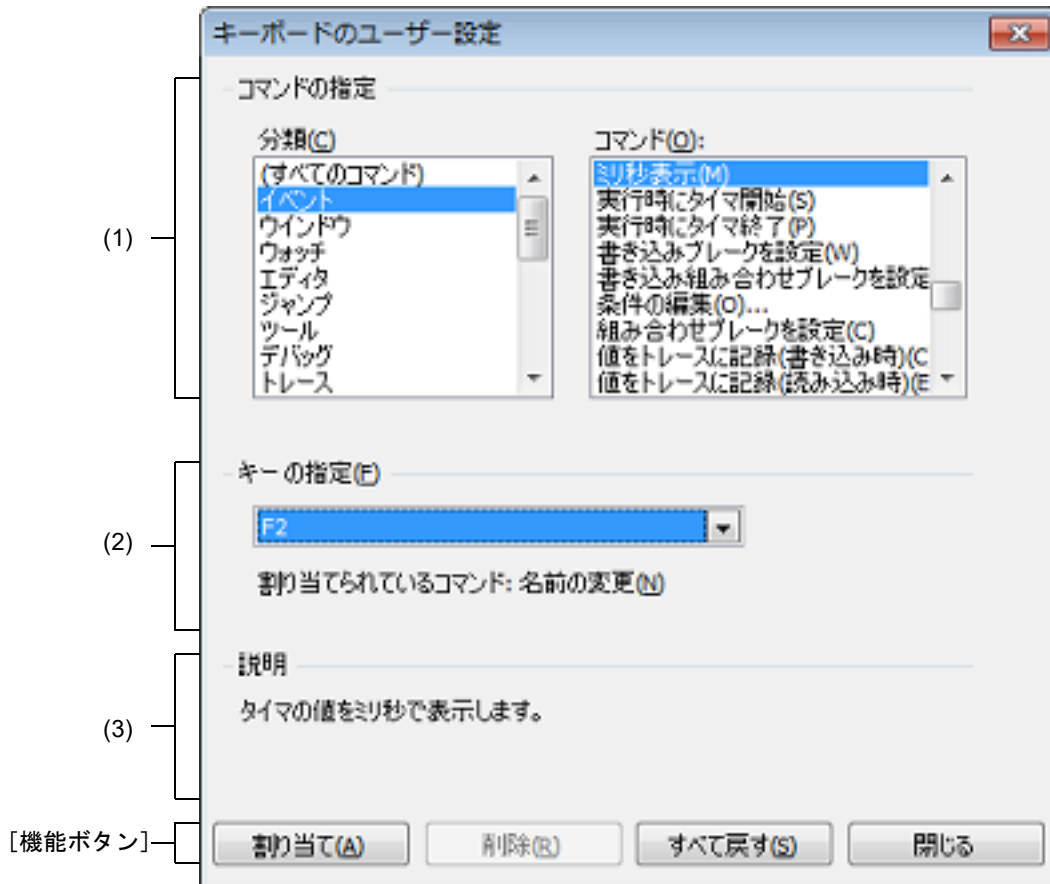 キーボードのユーザー設定
コマンドの指定
分類(C)
(すべてのコマンド)
イベント
ウインドウ
ウォッチ
エディタ
ジャンプ
ツール
デバッグ
トレース
コマンド(O):
ミリ秒表示(M)
実行時にタイマ開始(S)
実行時にタイマ終了(P)
書き込みブレークを設定(W)
書き込み組み合わせブレークを設定
条件の編集(O)...
組み合わせブレークを設定(C)
値をトレースに記録(書き込み時)(C
値をトレースに記録(読み込み時)(E
(1)
キーの指定(F)
F2
割り当てられているコマンド: 名前の変更(N)
(2)
説明
タイマの値をミリ秒で表示します。
(3)
[機能ボタン]
割り当て(A)
削除(R)
すべて戻す(S)
閉じる